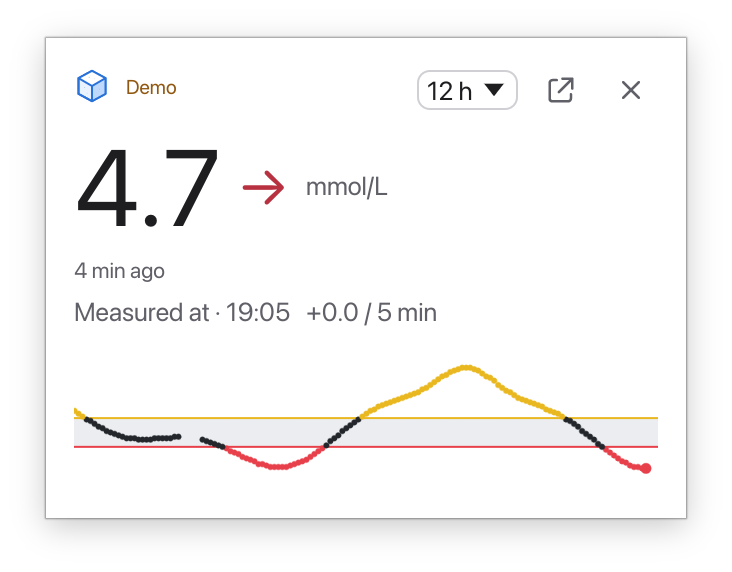 Demo
12 h
4.7 → mmol/L
4 min ago
Measured at · 19:05 +0.0 / 5 min